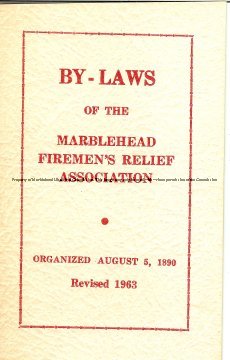 BY-LAWS
OF THE
MARBLEHEAD
FIREMEN'S RELIEF
ASSOCIATION
ORGANIZED AUGUST 5, 1890
Revised 1963